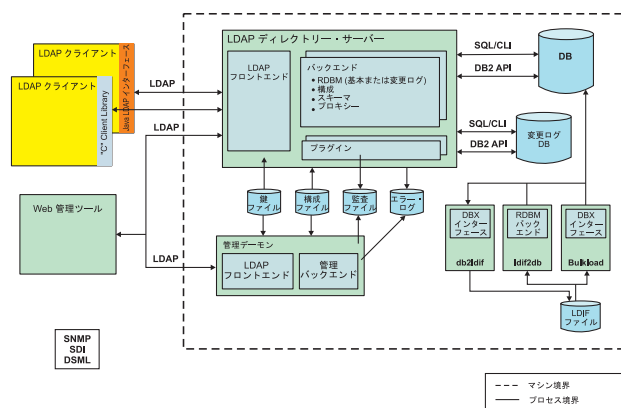 LDAP ディレクトリー・サーバー
LDAP クライアント
LDAP クライアント
Java LDAP インターフェース
"C" Client Library
LDAP
LDAP
LDAP
LDAP
フロントエンド
バックエンド
• RDBM (基本または変更ログ)
• 構成
• スキーマ
• プロキシー
プラグイン
SQL/CLI
DB2 API
DB
SQL/CLI
DB2 API
変更ログ
DB
鍵
ファイル
構成
ファイル
監査
ファイル
エラー・
ログ
Web 管理ツール
管理デーモン
LDAP
フロントエンド
管理
バックエンド
DBX
インター
フェース
db2ldif
RDBM
バック
エンド
ldif2db
DBX
インター
フェース
Bulkload
LDIF
ファイル
SNMP
SDI
DSML
マシン境界
プロセス境界